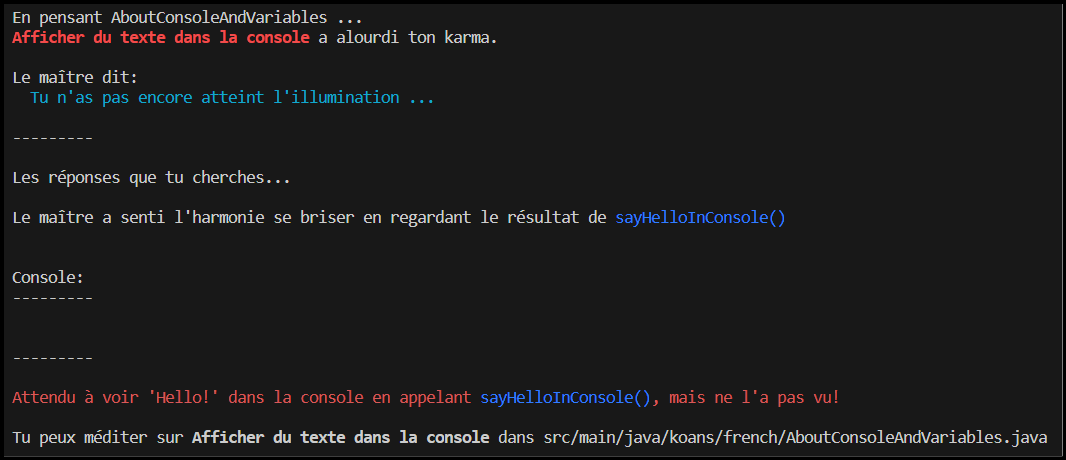 En pensant AboutConsoleAndVariables ...
Afficher du texte dans la console a alourdi ton karma.
Le maître dit:
Tu n'as pas encore atteint l'illumination ...
---------
Les réponses que tu cherches...
Le maître a senti l'harmonie se briser en regardant le résultat de sayHelloInConsole()
Console:
---------
---------
Attendu à voir 'Hello!' dans la console en appelant sayHelloInConsole(), mais ne l'a pas vu!
Tu peux méditer sur Afficher du texte dans la console dans src/main/java/koans/french/AboutConsoleAndVariables.java